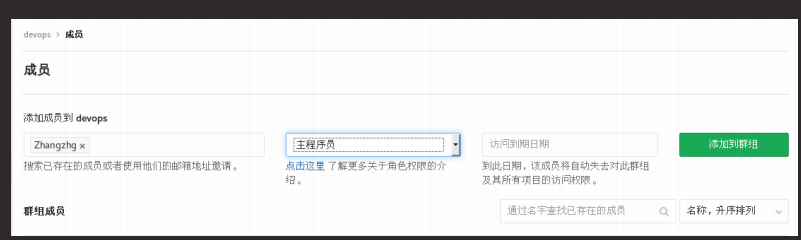 devops › 成员
成员
添加成员到 devops
Zhangzhg × 主程序员 访问到期日期 添加到群组
搜索已存在的成员或者使用他们的邮箱地址邀请。 点击这里 了解更多关于角色权限的介绍。 到此日期，该成员将自动失去对此群组及其所有项目的访问权限。
群组成员 通过名字查找已存在的成员 名称，升序排列